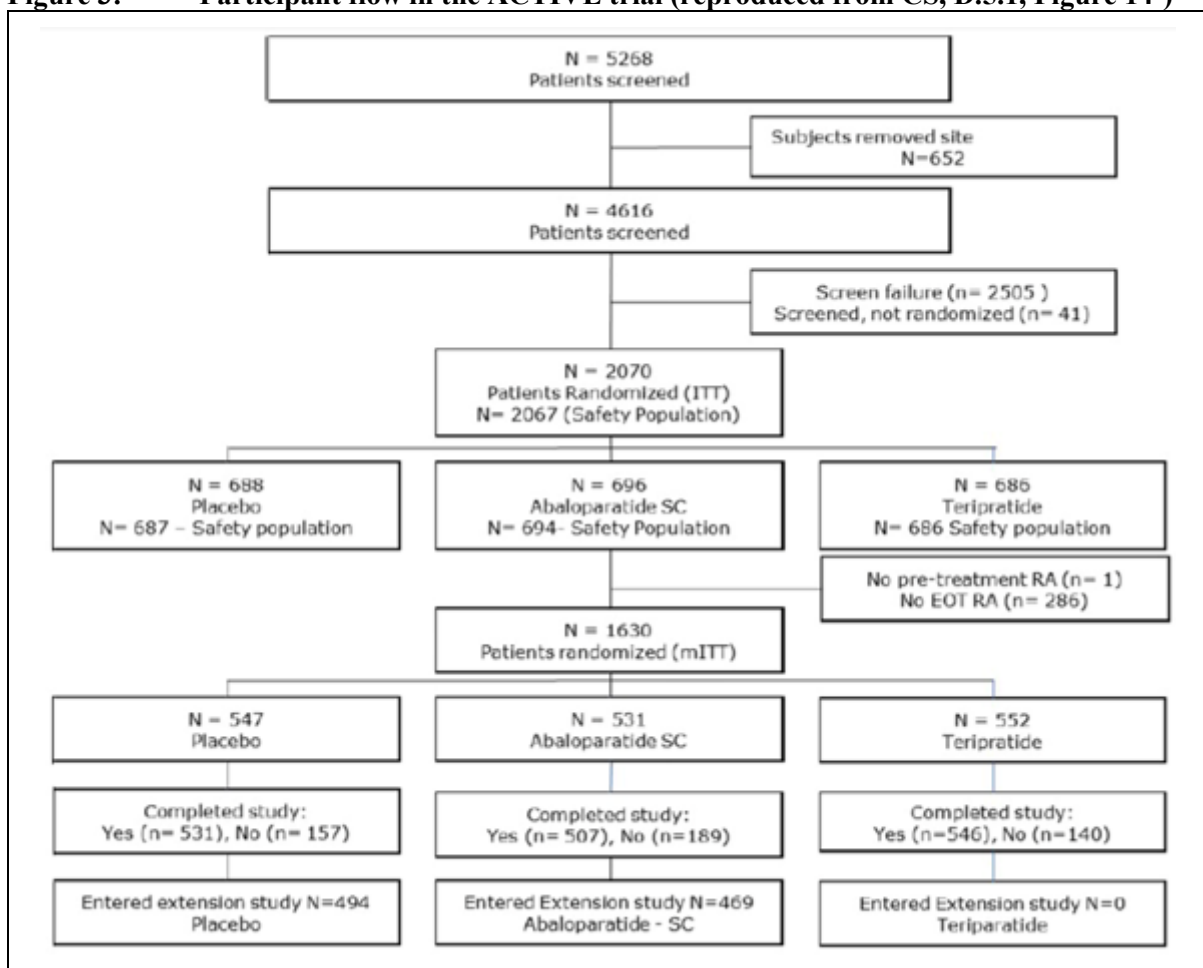 Figure 3: Participant flow in the ACTIVE trial (reproduced from CS, D.3.1, Figure 14 )
N = 5268
Patients screened
Subjects removed site
N=652
N = 4616
Patients screened
Screen failure (n= 2505 )
Screened, not randomized (n= 41)
N = 2070
Patients Randomized (ITT)
N= 2067 (Safety Population)
N = 688
Placebo
N= 687 – Safety population
N = 696
Abaloparatide SC
N= 694- Safety Population
N = 686
Teripratide
N= 686 Safety population
No pre-treatment RA (n= 1)
No EOT RA (n= 286)
N = 1630
Patients randomized (mITT)
N = 547
Placebo
N = 531
Abaloparatide SC
N = 552
Teripratide
Completed study:
Yes (n= 531), No (n= 157)
Completed study:
Yes (n= 507), No (n=189)
Completed study:
Yes (n=546), No (n=140)
Entered extension study N=494
Placebo
Entered Extension study N=469
Abaloparatide - SC
Entered Extension study N=0
Teriparatide